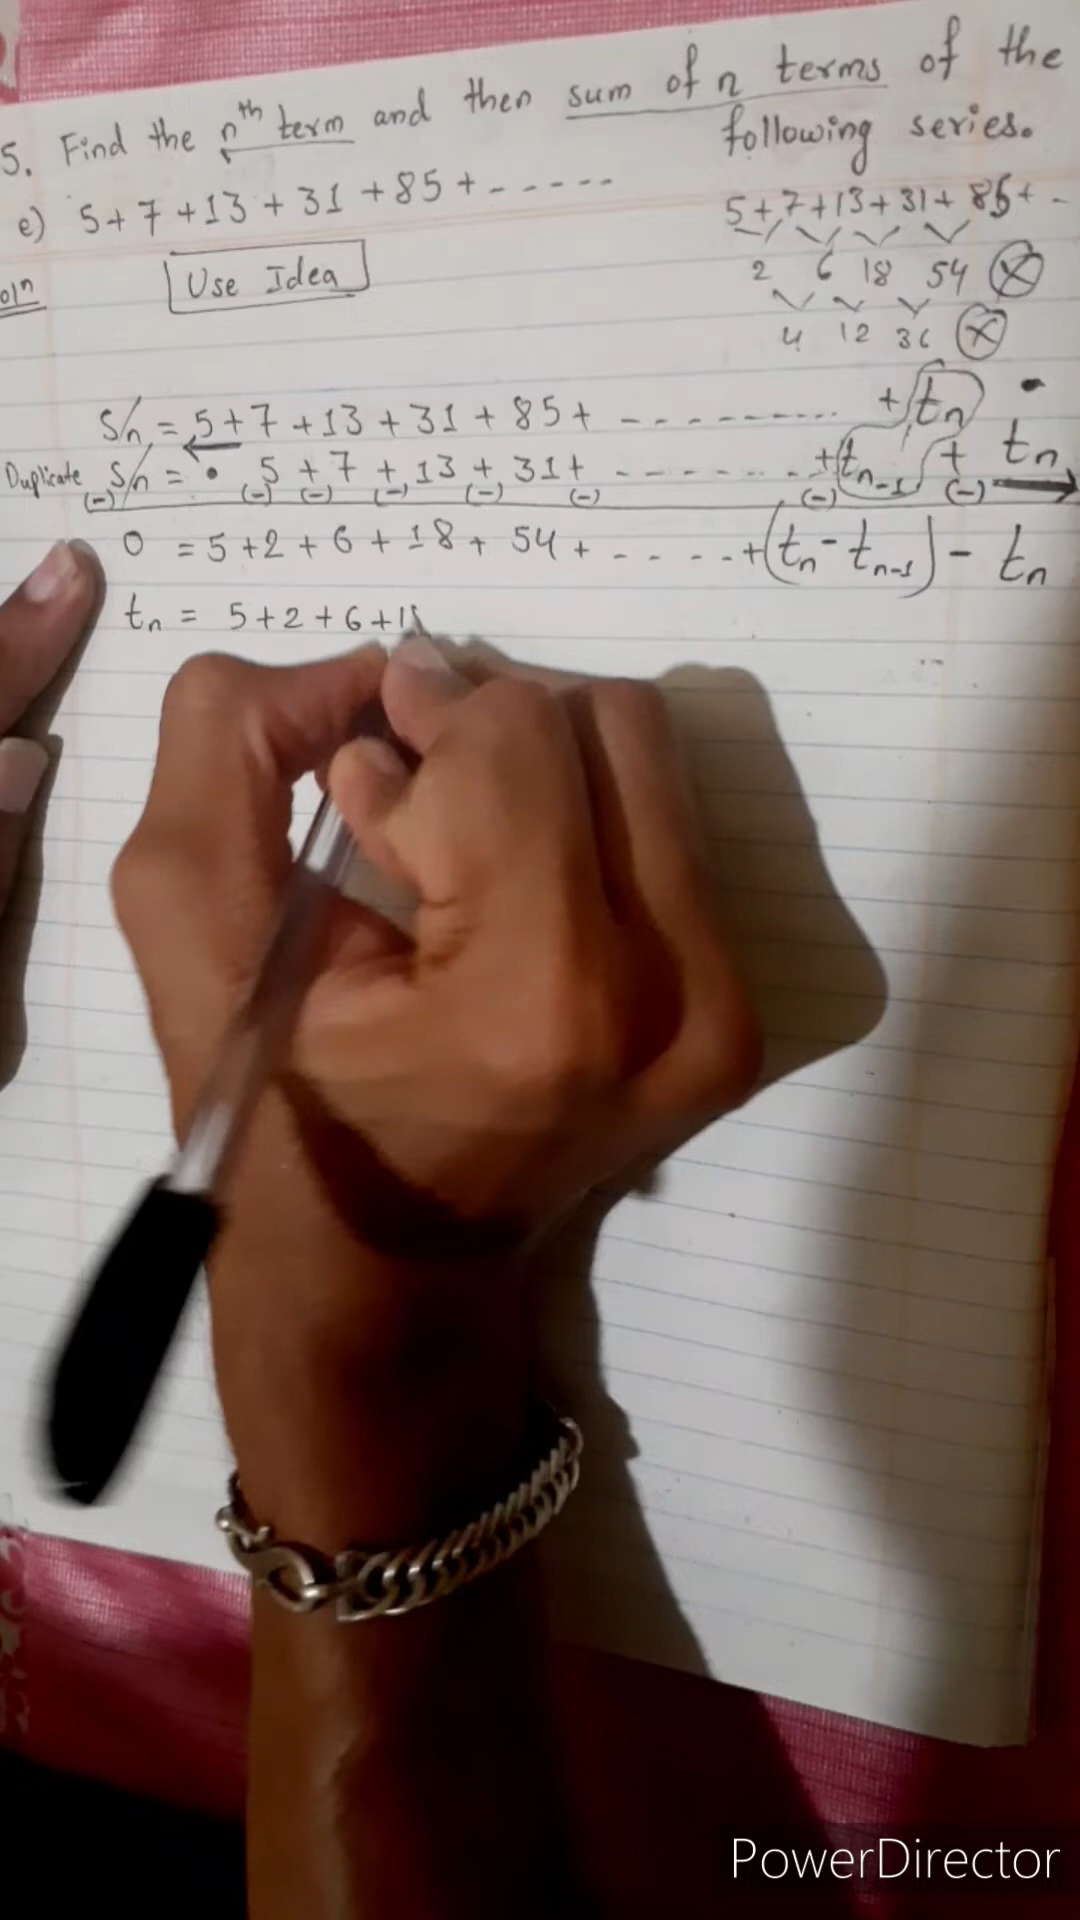 5. Find the nth term and then sum of n terms of the
following series.
e) 5+7+13+31+85+------
5+7+13+31+85+-
2 6 18 54 ×
4 12 36 ×
olⁿ
Use Idea
Sn = 5+7+13+31+85+ --------- +tn
Duplicate Sn = • 5+7+13+31+ ------- +tn-1 + tn
(-) (-) (-) (-) (-) (-) (-) (-)
0 = 5+2+6+18+54+ ----- +(tn-tn-1)-tn
tn = 5+2+6+1
PowerDirector